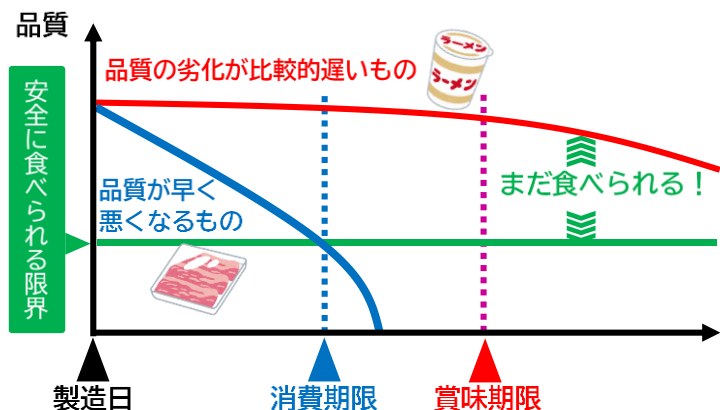 品質
品質の劣化が比較的遅いもの
ラーメン
ラーメン
安全に食べられる限界
まだ食べられる！
品質が早く
悪くなるもの
製造日
消費期限
賞味期限